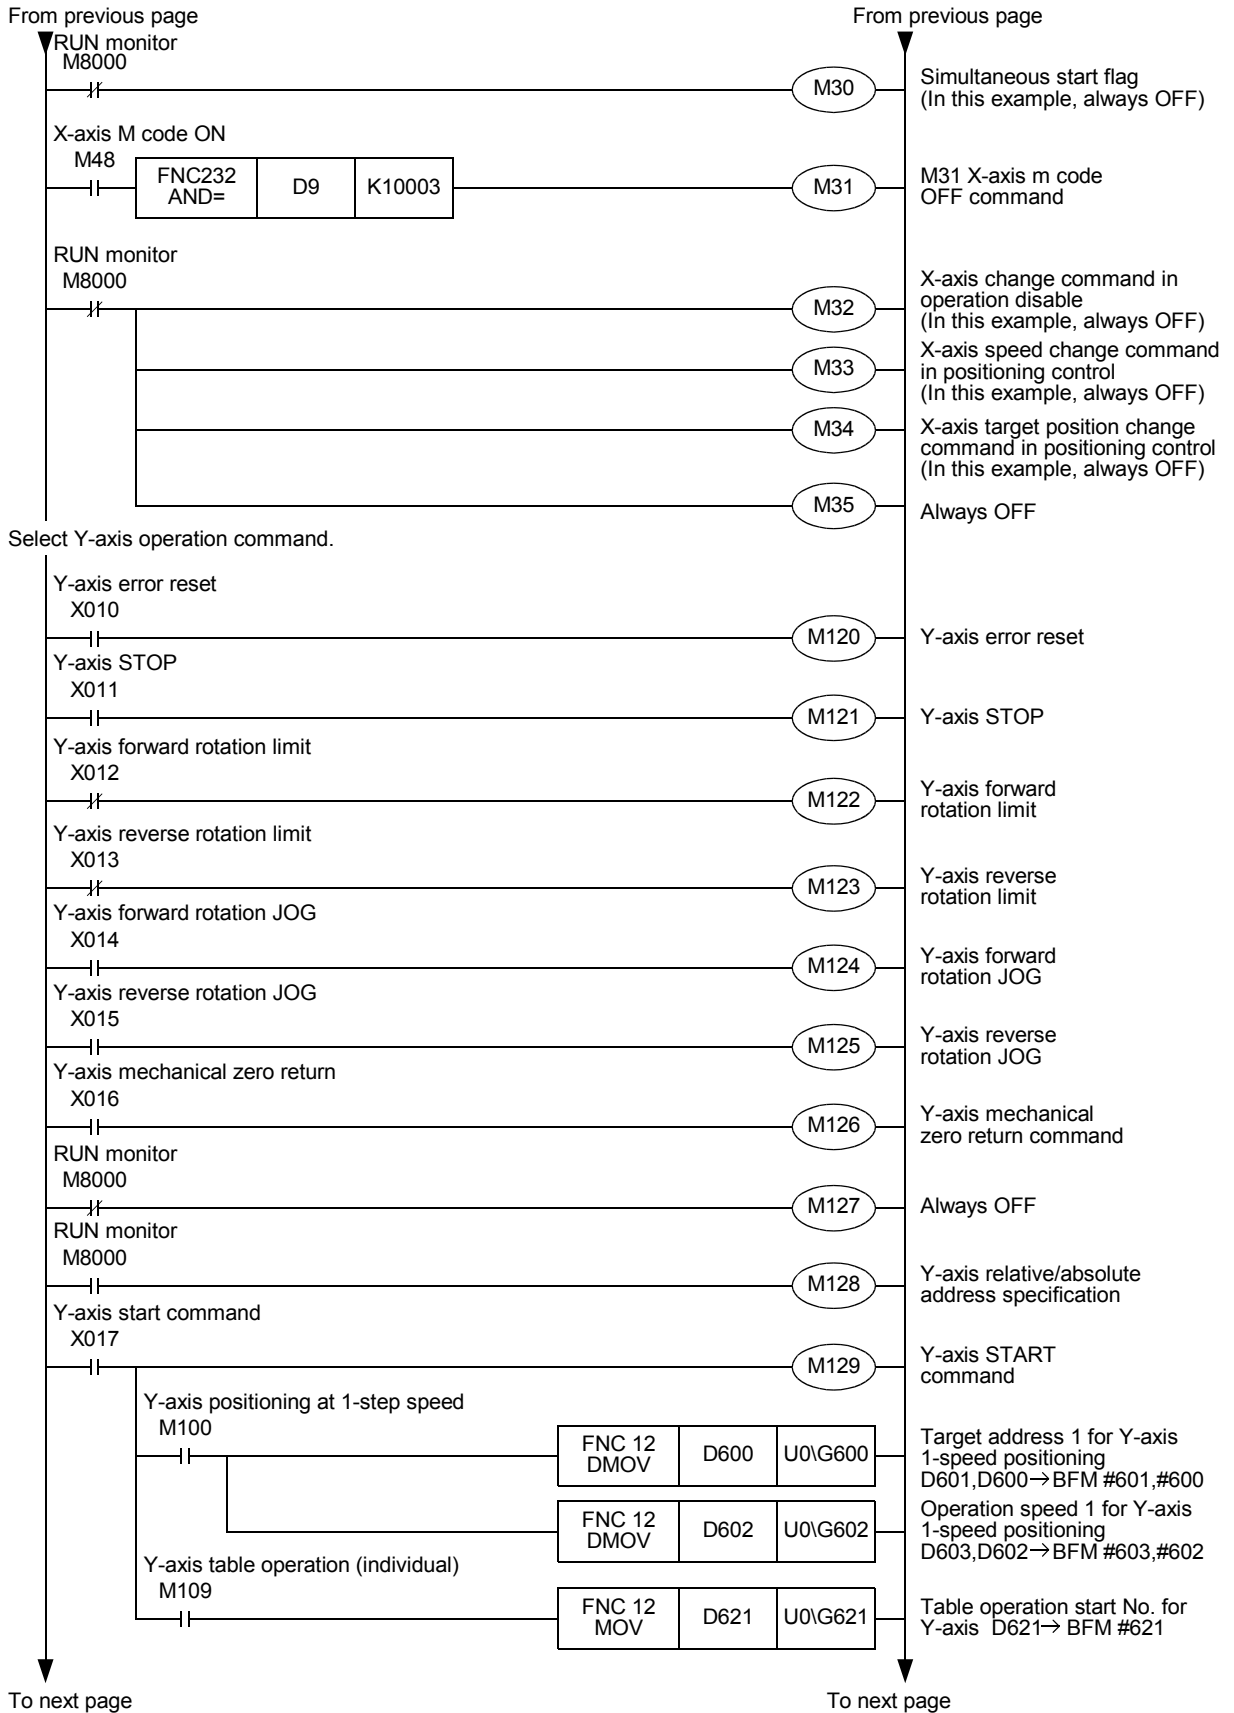 From previous page
From previous page
RUN monitor
M8000
M30
Simultaneous start flag
(In this example, always OFF)
X-axis M code ON
M48
FNC232
AND=
D9
K10003
M31
M31 X-axis m code
OFF command
RUN monitor
M8000
M32
X-axis change command in
operation disable
(In this example, always OFF)
M33
X-axis speed change command
in positioning control
(In this example, always OFF)
M34
X-axis target position change
command in positioning control
(In this example, always OFF)
M35
Always OFF
Select Y-axis operation command.
Y-axis error reset
X010
M120
Y-axis error reset
Y-axis STOP
X011
M121
Y-axis STOP
Y-axis forward rotation limit
X012
M122
Y-axis forward
rotation limit
Y-axis reverse rotation limit
X013
M123
Y-axis reverse
rotation limit
Y-axis forward rotation JOG
X014
M124
Y-axis forward
rotation JOG
Y-axis reverse rotation JOG
X015
M125
Y-axis reverse
rotation JOG
Y-axis mechanical zero return
X016
M126
Y-axis mechanical
zero return command
RUN monitor
M8000
M127
Always OFF
RUN monitor
M8000
M128
Y-axis relative/absolute
address specification
Y-axis start command
X017
M129
Y-axis START
command
Y-axis positioning at 1-step speed
M100
FNC 12
DMOV
D600
U0\G600
Target address 1 for Y-axis
1-speed positioning
D601,D600→BFM #601,#600
FNC 12
DMOV
D602
U0\G602
Operation speed 1 for Y-axis
1-speed positioning
D603,D602→BFM #603,#602
Y-axis table operation (individual)
M109
FNC 12
MOV
D621
U0\G621
Table operation start No. for
Y-axis D621→ BFM #621
To next page
To next page